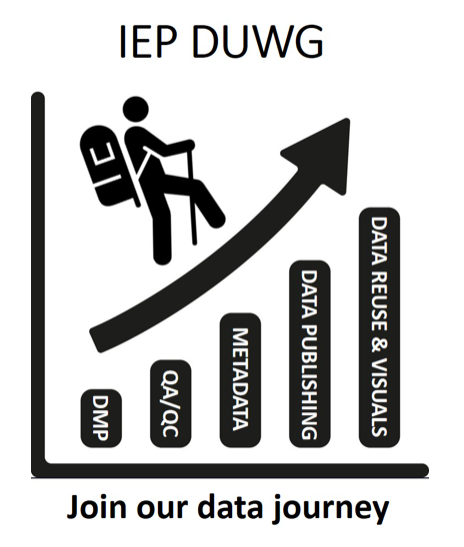 IEP DUWG
DMP
QA/QC
METADATA
DATA PUBLISHING
DATA REUSE & VISUALS
Join our data journey